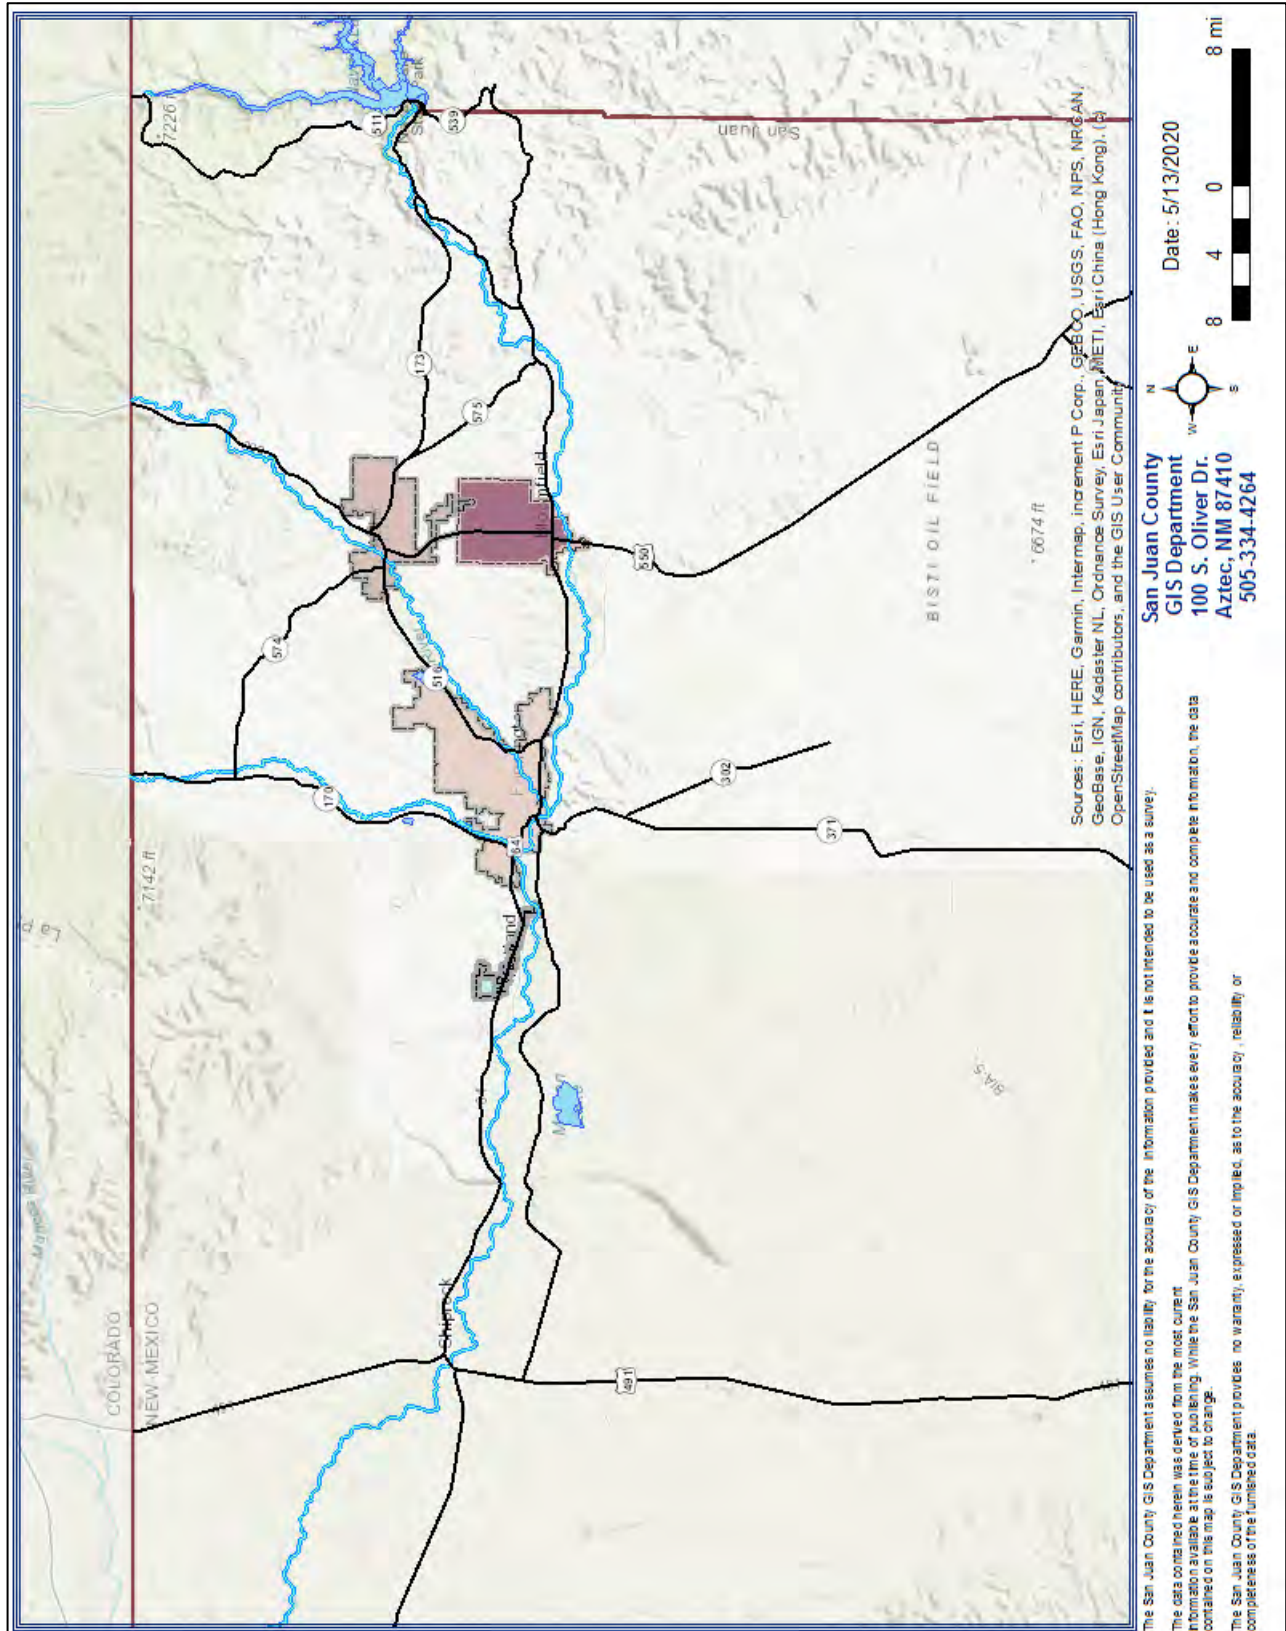 COLORADO
NEW MEXICO
La P
7142 ft
7226
Park
511
539
170
574
173
575
516
64
550
491
302
371
Shiprock
San Juan
San Juan
BISTI OIL FIELD
6674 ft
BIA-5
Sources: Esri, HERE, Garmin, Intermap, increment P Corp., GEBCO, USGS, FAO, NPS, NRCAN,
GeoBase, IGN, Kadaster NL, Ordnance Survey, Esri Japan, METI, Esri China (Hong Kong), (c)
OpenStreetMap contributors, and the GIS User Community
San Juan County
GIS Department
100 S. Oliver Dr.
Aztec, NM 87410
505-334-4264
N
W
E
S
Date: 5/13/2020
8 4 0 8 mi
The San Juan County GIS Department assumes no liability for the accuracy of the information provided and it is not intended to be used as a survey.
The data contained herein was derived from the most current
information available at the time of publishing. While the San Juan County GIS Department makes every effort to provide accurate and complete information, the data
contained on this map is subject to change.
The San Juan County GIS Department provides no warranty, expressed or implied, as to the accuracy, reliability or
completeness of the furnished data.